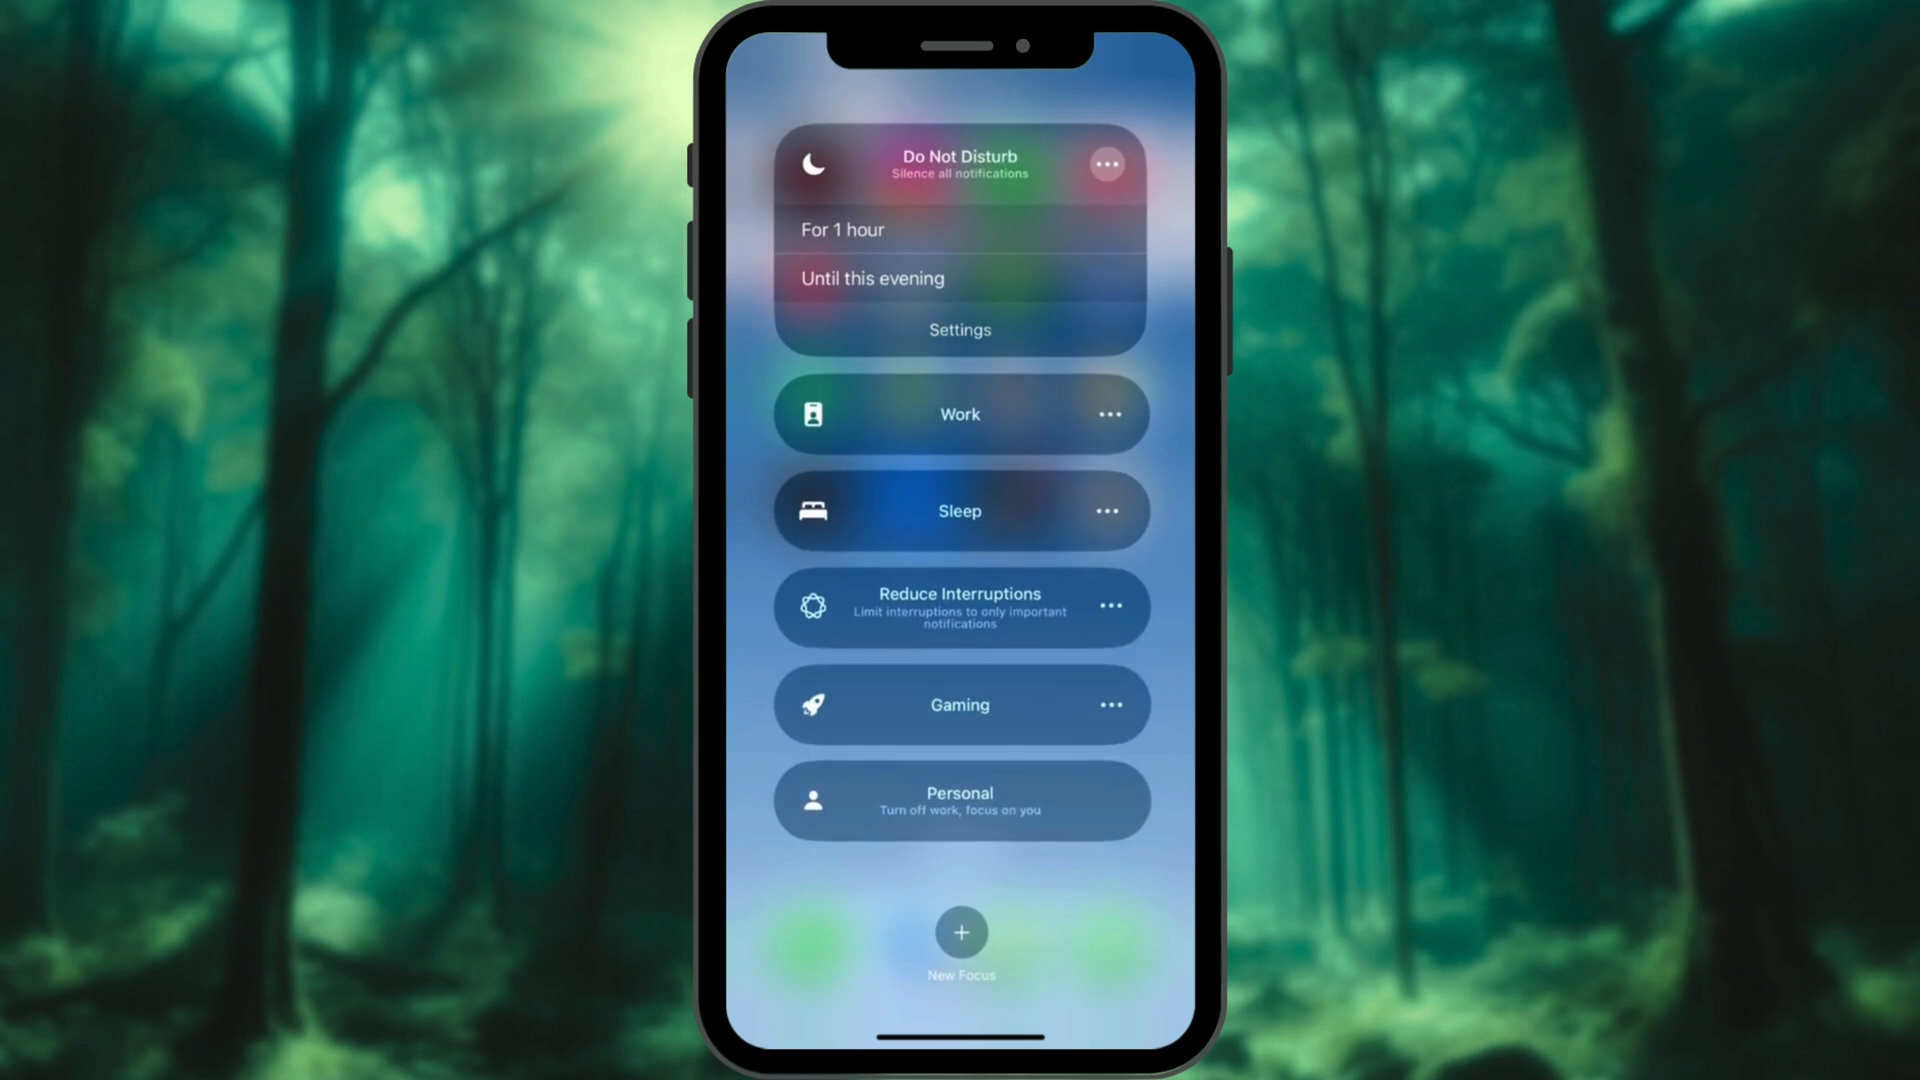 Do Not Disturb
Silence all notifications
For 1 hour
Until this evening
Settings
Work
Sleep
Reduce Interruptions
Limit interruptions to only important
notifications
Gaming
Personal
Turn off work, focus on you
New Focus